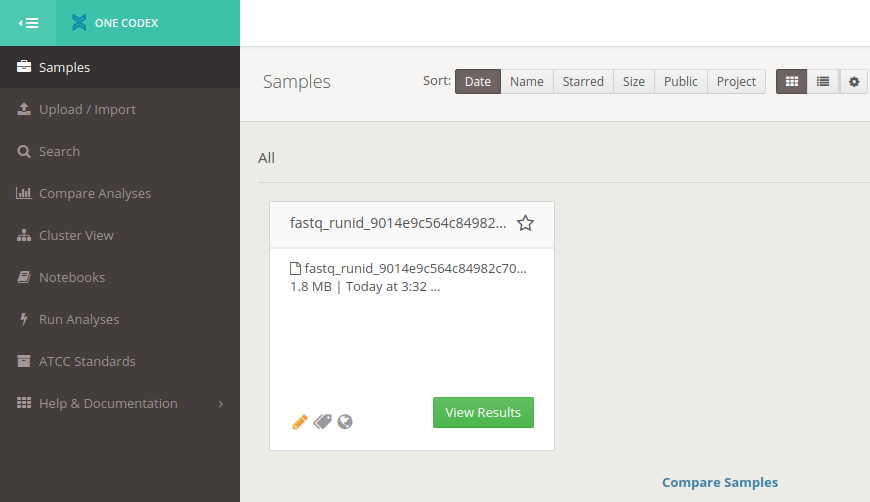 ONE CODEX
Samples
Upload / Import
Search
Compare Analyses
Cluster View
Notebooks
Run Analyses
ATCC Standards
Help & Documentation
Samples
Sort: Date Name Starred Size Public Project
All
fastq_runid_9014e9c564c84982...
fastq_runid_9014e9c564c84982c70...
1.8 MB | Today at 3:32 ...
View Results
Compare Samples